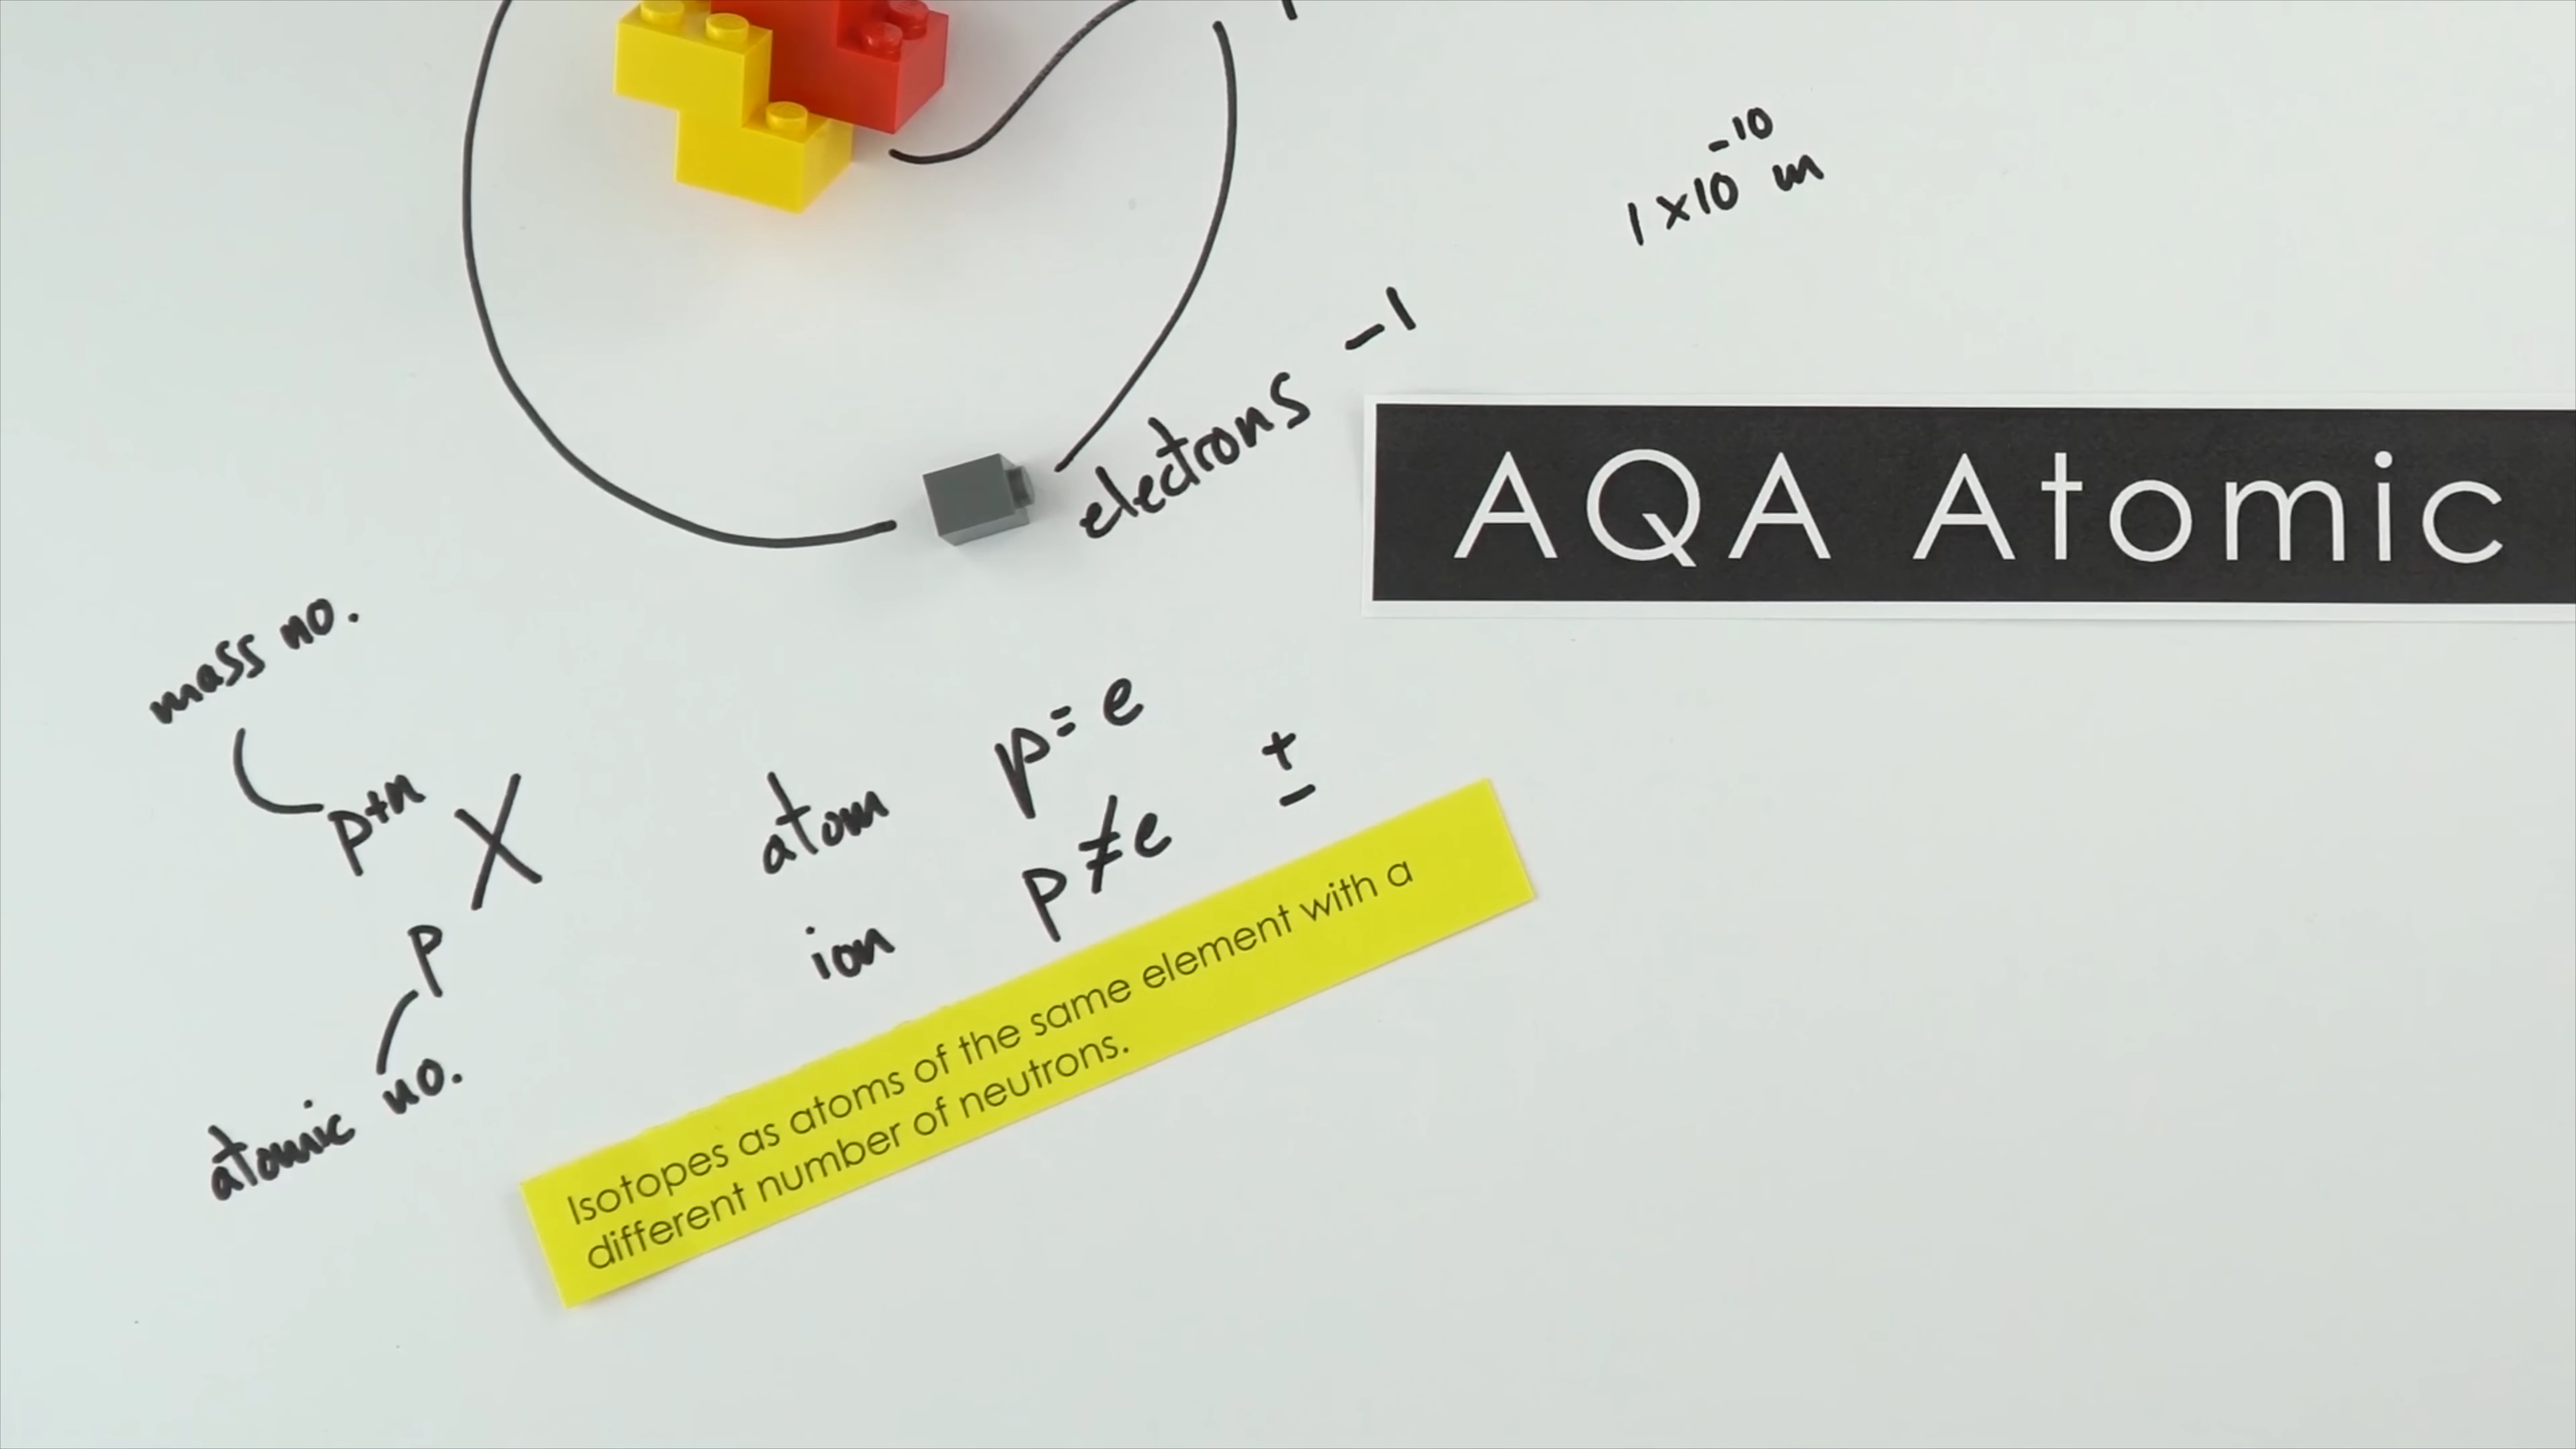 1 × 10⁻¹⁰ m
electrons -1
AQA Atomic
mass no.
p+n
X
p
atomic no.
atom p = e
ion p ≠ e + -
Isotopes as atoms of the same element with a
different number of neutrons.